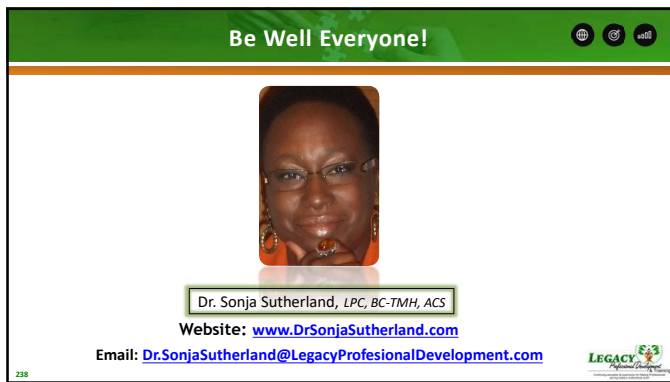 Be Well Everyone!
Dr. Sonja Sutherland, LPC, BC-TMH, ACS
Website: www.DrSonjaSutherland.com
Email: Dr.SonjaSutherland@LegacyProfesionalDevelopment.com
238
LEGACY
Professional Development